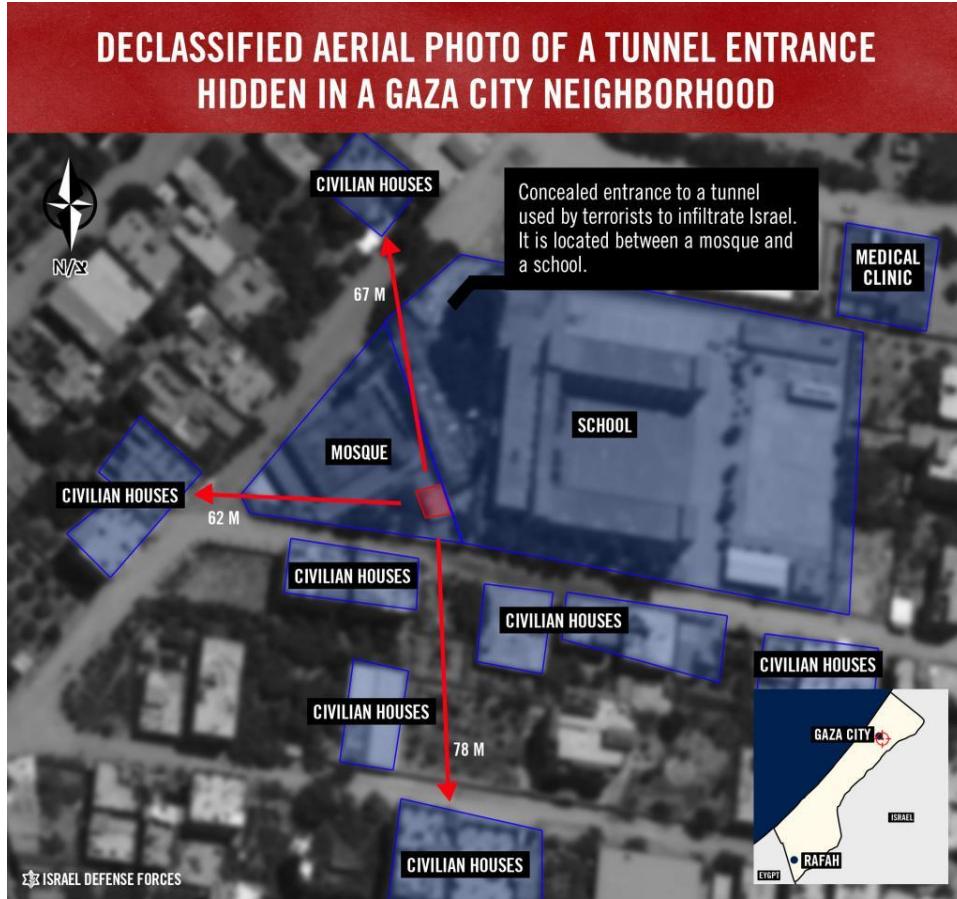 DECLASSIFIED AERIAL PHOTO OF A TUNNEL ENTRANCE
HIDDEN IN A GAZA CITY NEIGHBORHOOD
CIVILIAN HOUSES
Concealed entrance to a tunnel
used by terrorists to infiltrate Israel.
It is located between a mosque and
a school.
MEDICAL
CLINIC
N/צ
67 M
SCHOOL
MOSQUE
CIVILIAN HOUSES
62 M
CIVILIAN HOUSES
CIVILIAN HOUSES
CIVILIAN HOUSES
CIVILIAN HOUSES
78 M
GAZA CITY
ISRAEL
RAFAH
EYGPT
CIVILIAN HOUSES
ISRAEL DEFENSE FORCES